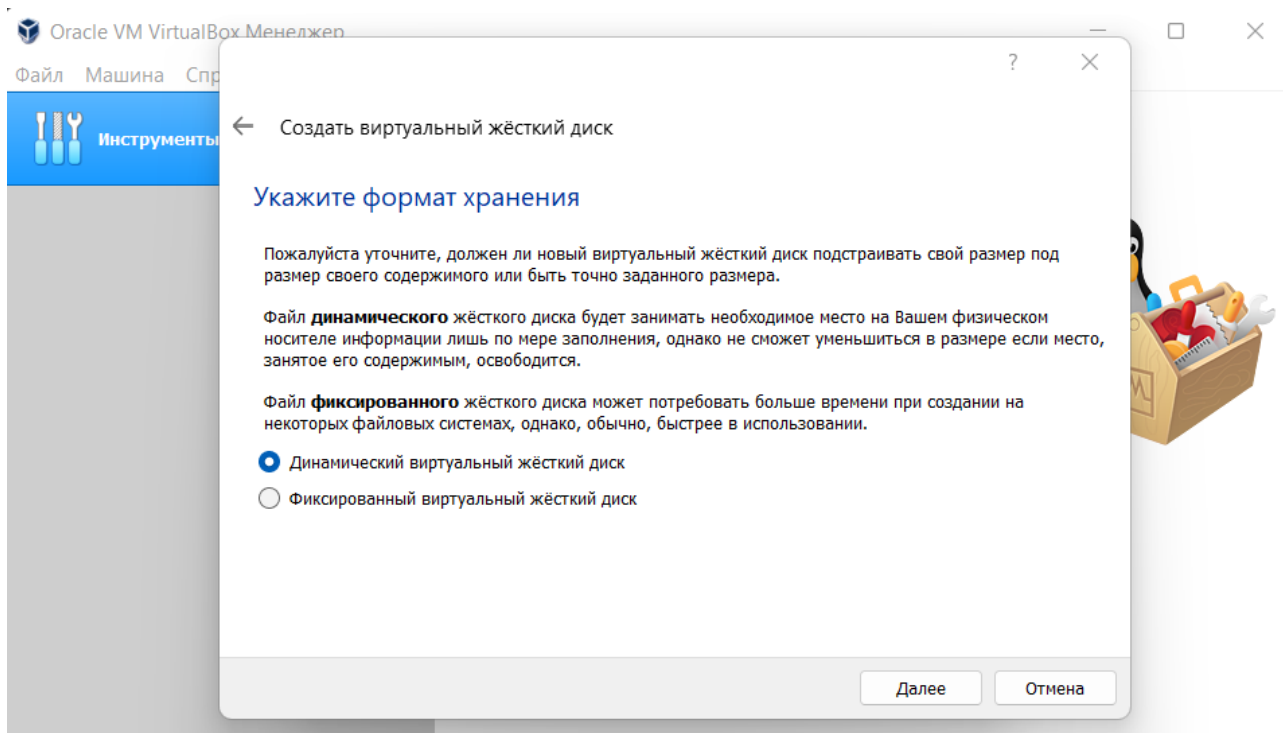 Oracle VM VirtualBox Менеджер
Файл Машина Спр
Инструменты
?
Создать виртуальный жёсткий диск
Укажите формат хранения
Пожалуйста уточните, должен ли новый виртуальный жёсткий диск подстраивать свой размер под
размер своего содержимого или быть точно заданного размера.
Файл динамического жёсткого диска будет занимать необходимое место на Вашем физическом
носителе информации лишь по мере заполнения, однако не сможет уменьшиться в размере если место,
занятое его содержимым, освободится.
Файл фиксированного жёсткого диска может потребовать больше времени при создании на
некоторых файловых системах, однако, обычно, быстрее в использовании.
Динамический виртуальный жёсткий диск
Фиксированный виртуальный жёсткий диск
Далее Отмена